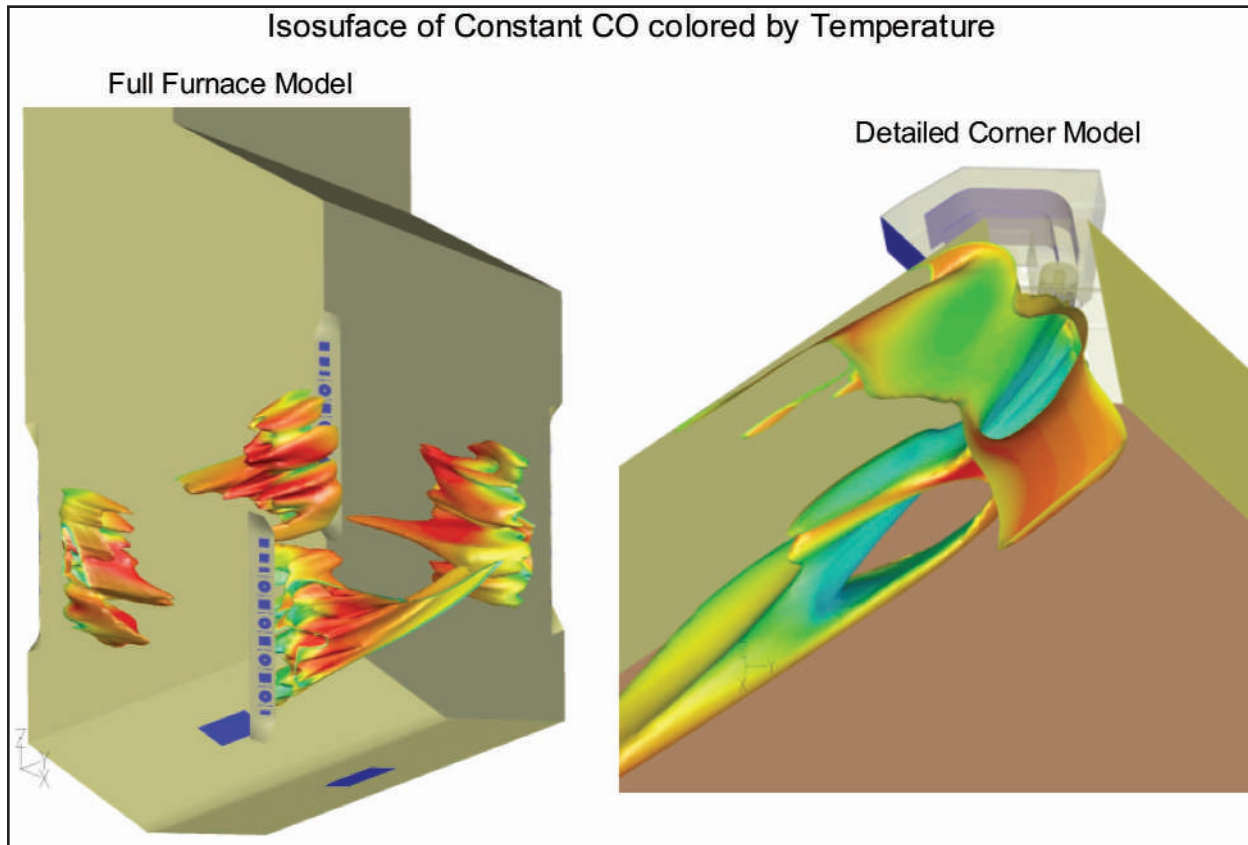 Isosuface of Constant CO colored by Temperature
Full Furnace Model
Detailed Corner Model
Z
Y
X